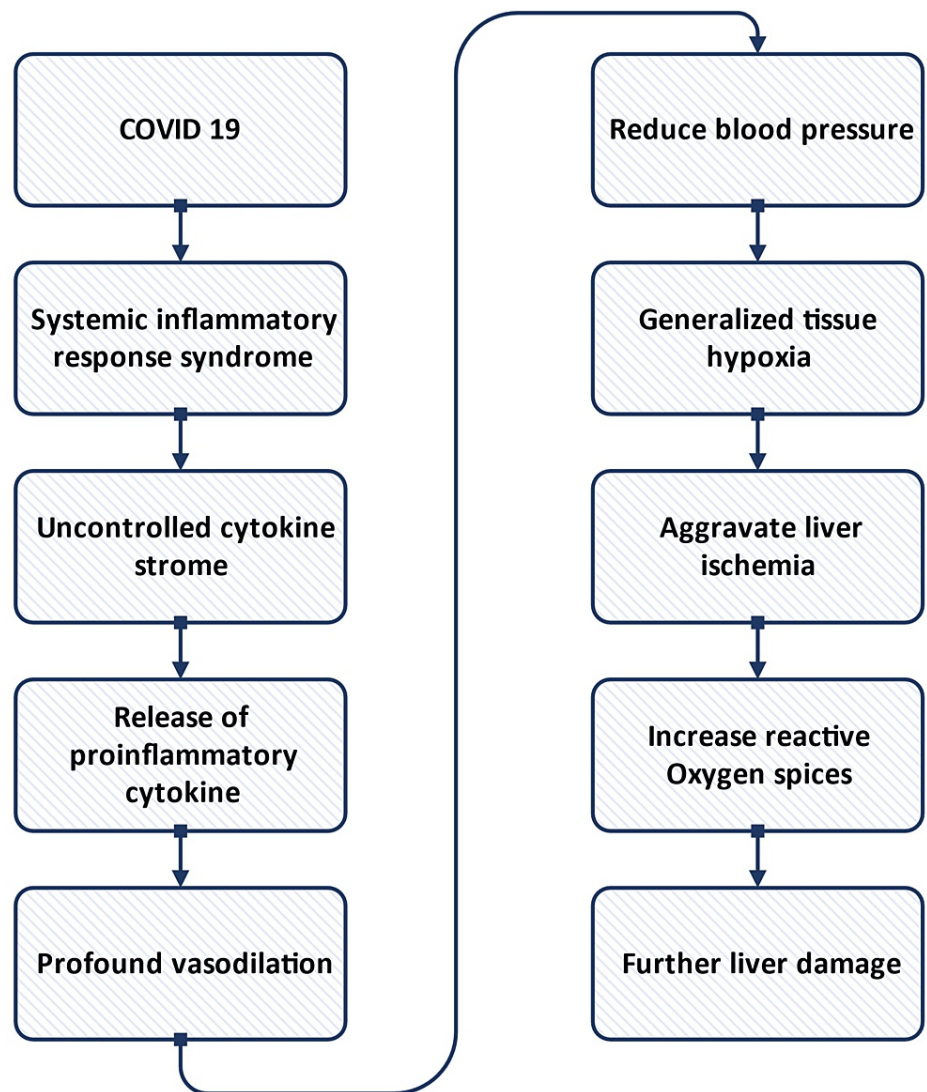 COVID 19
Systemic inflammatory
response syndrome
Uncontrolled cytokine
strome
Release of
proinflammatory
cytokine
Profound vasodilation
Reduce blood pressure
Generalized tissue
hypoxia
Aggravate liver
ischemia
Increase reactive
Oxygen spices
Further liver damage